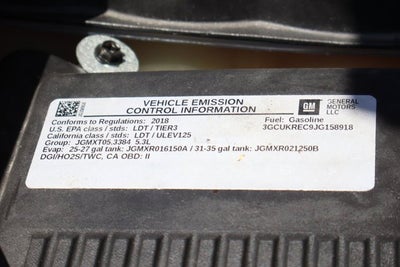 VEHICLE EMISSION
CONTROL INFORMATION
GM
GENERAL
MOTORS
LLC
Conforms to Regulations: 2018
Fuel: Gasoline
U.S. EPA class / stds: LDT / TIER3
3GCUKREC9JG158918
California class / stds: LDT / ULEV125
Group: JGMXT05.3384 5.3L
Evap: 25-27 gal tank: JGMXR016150A / 31-35 gal tank: JGMXR021250B
DGI/HO2S/TWC, CA OBD: II